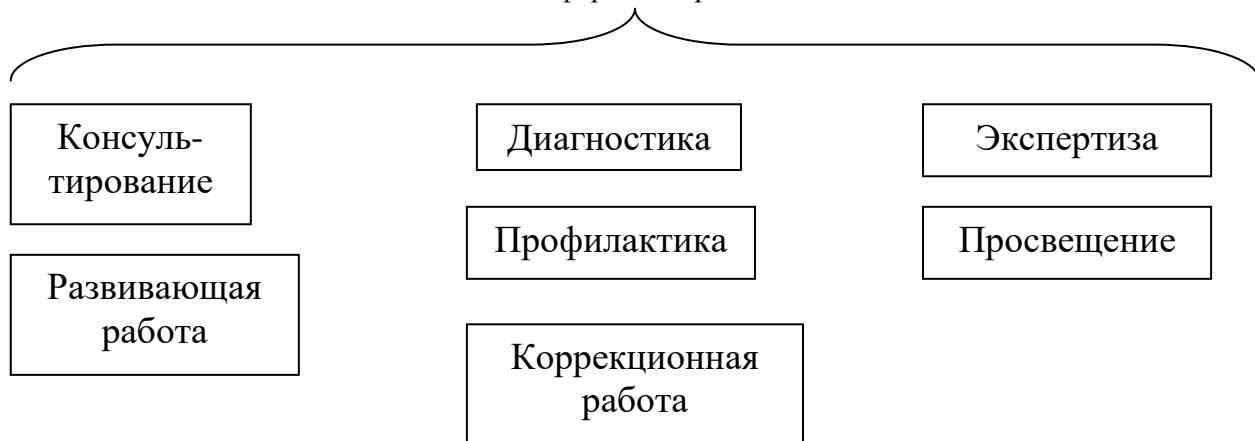 Консуль-
тирование
Диагностика
Экспертиза
Профилактика
Просвещение
Развивающая
работа
Коррекционная
работа